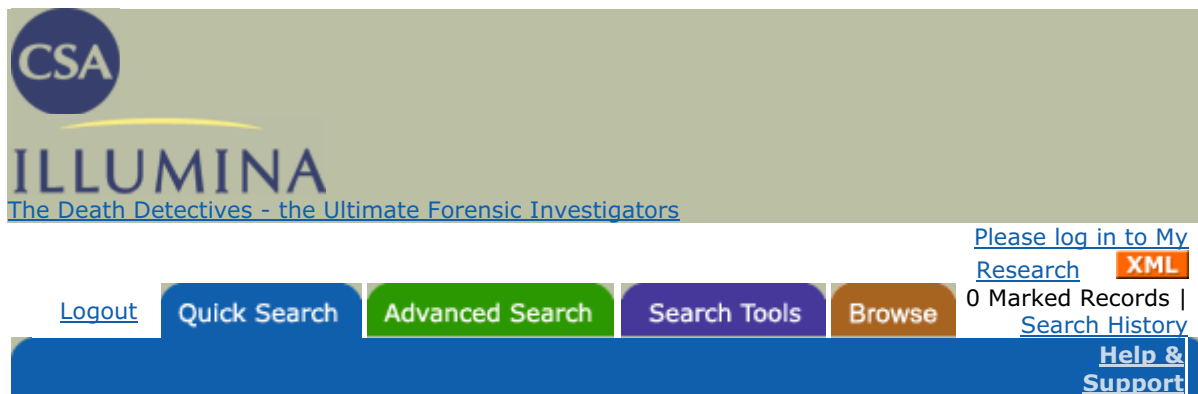 CSA
ILLUMINA
The Death Detectives - the Ultimate Forensic Investigators
Please log in to My
Research XML
Logout Quick Search Advanced Search Search Tools Browse 0 Marked Records |
Search History
Help &
Support